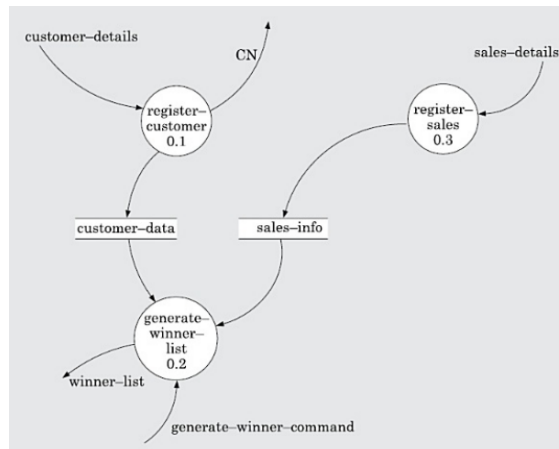 customer–details
CN
sales–details
register–
customer
0.1
register–
sales
0.3
customer–data
sales–info
generate–
winner–
list
0.2
winner–list
generate–winner–command